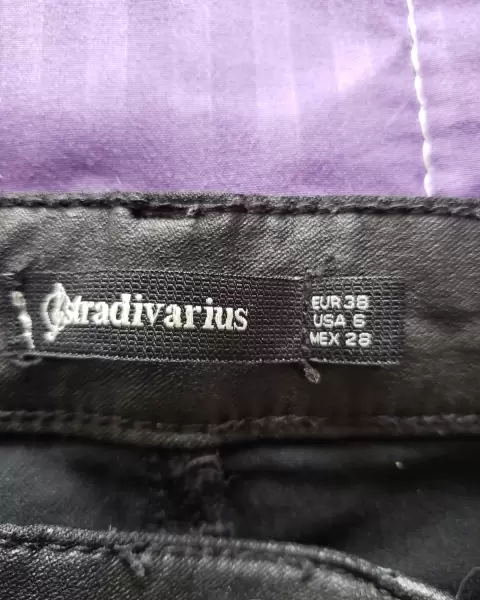 stradivarius
EUR 38
USA 6
MEX 28